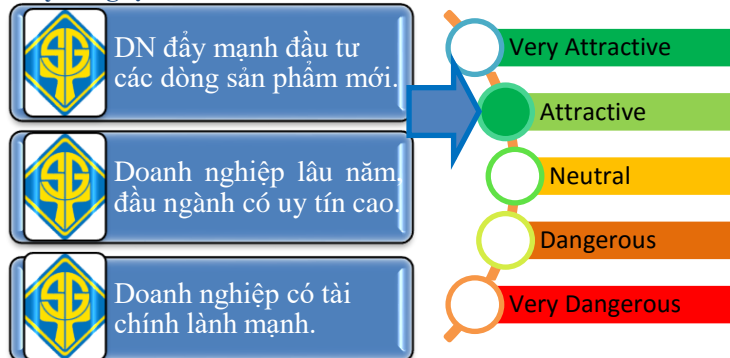 DN đẩy mạnh đầu tư
các dòng sản phẩm mới.
Doanh nghiệp lâu năm,
đầu ngành có uy tín cao.
Doanh nghiệp có tài
chính lành mạnh.
Very Attractive
Attractive
Neutral
Dangerous
Very Dangerous